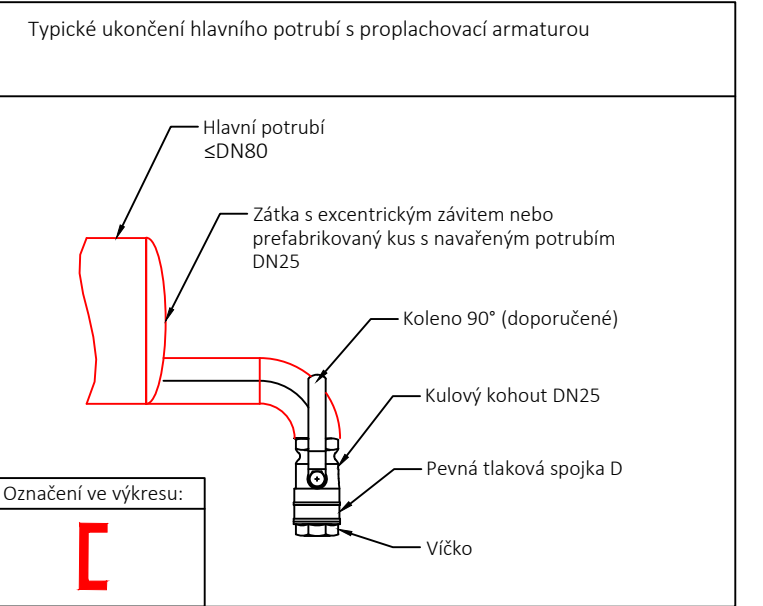 Typické ukončení hlavního potrubí s proplachovací armaturou
Hlavní potrubí
≤DN80
Zátka s excentrickým závitem nebo
prefabrikovaný kus s navařeným potrubím
DN25
Koleno 90° (doporučené)
Kulový kohout DN25
Pevná tlaková spojka D
Víčko
Označení ve výkresu: